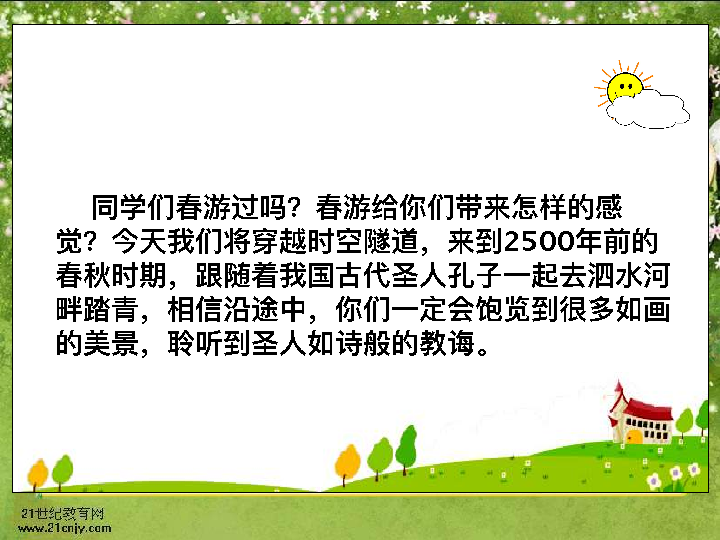 同学们春游过吗？春游给你们带来怎样的感
觉？今天我们将穿越时空隧道，来到2500年前的
春秋时期，跟随着我国古代圣人孔子一起去泗水河
畔踏青，相信沿途中，你们一定会饱览到很多如画
的美景，聆听到圣人如诗般的教诲。
21世纪教育网
www.21cnjy.com